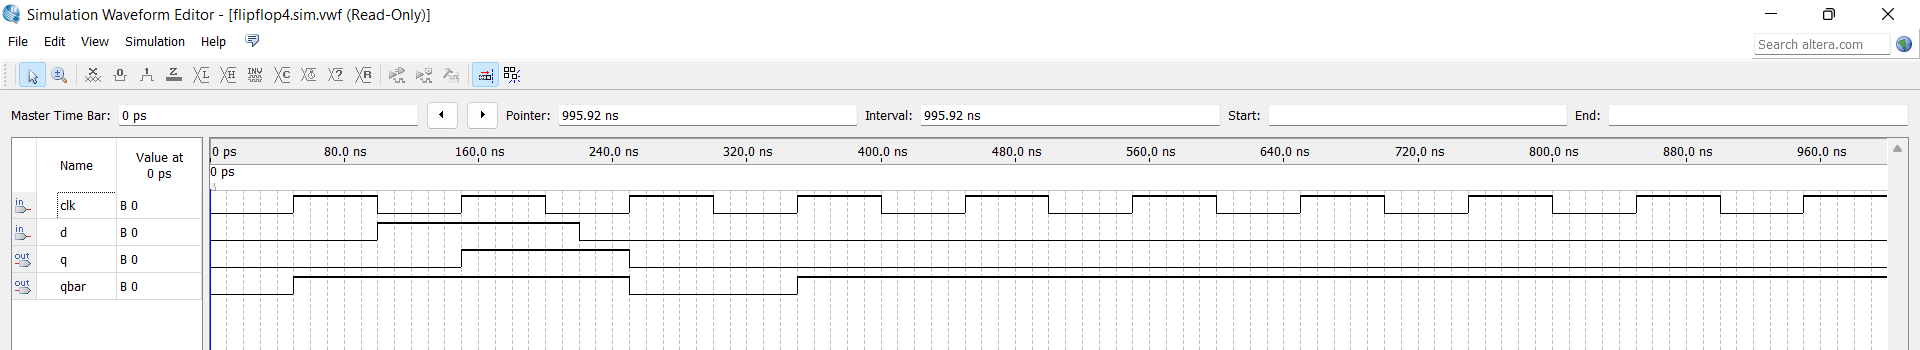 Simulation Waveform Editor - [flipflop4.sim.vwf (Read-Only)]
File Edit View Simulation Help
Search altera.com
Master Time Bar: 0 ps Pointer: 995.92 ns Interval: 995.92 ns Start: End:
Name Value at 0 ps
0 ps 80.0 ns 160.0 ns 240.0 ns 320.0 ns 400.0 ns 480.0 ns 560.0 ns 640.0 ns 720.0 ns 800.0 ns 880.0 ns 960.0 ns
0 ps
in clk B 0
in d B 0
out q B 0
out qbar B 0